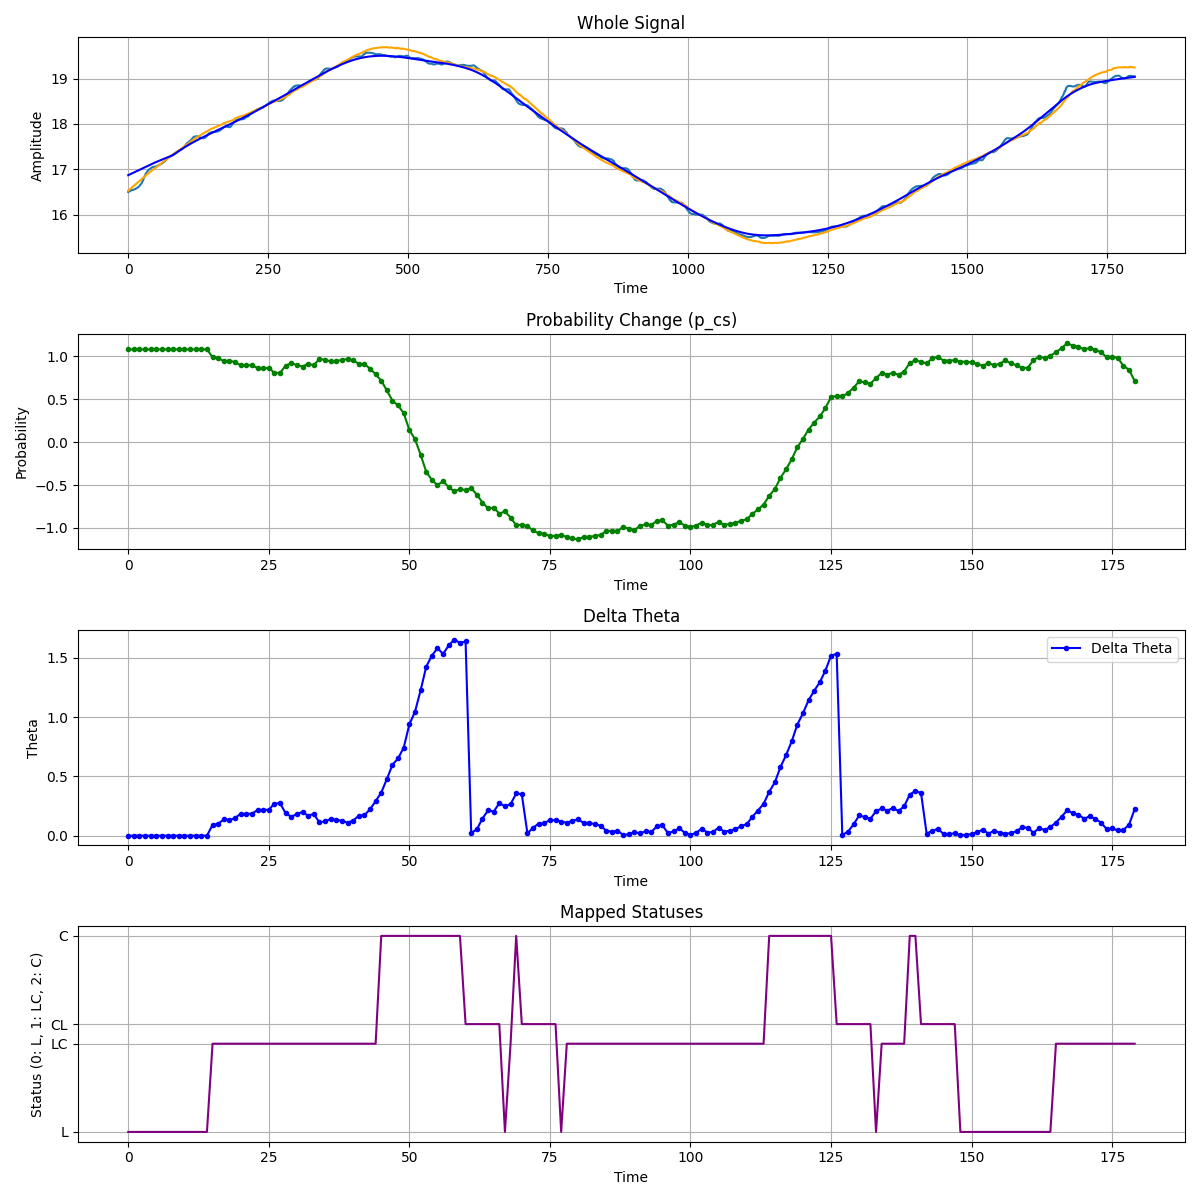 Whole Signal
Amplitude
19
18
17
16
0 250 500 750 1000 1250 1500 1750
Time
Probability Change (p_cs)
Probability
1.0
0.5
0.0
−0.5
−1.0
0 25 50 75 100 125 150 175
Time
Delta Theta
Theta
1.5
1.0
0.5
0.0
Delta Theta
0 25 50 75 100 125 150 175
Time
Mapped Statuses
Status (0: L, 1: LC, 2: C)
C
CL
LC
L
0 25 50 75 100 125 150 175
Time